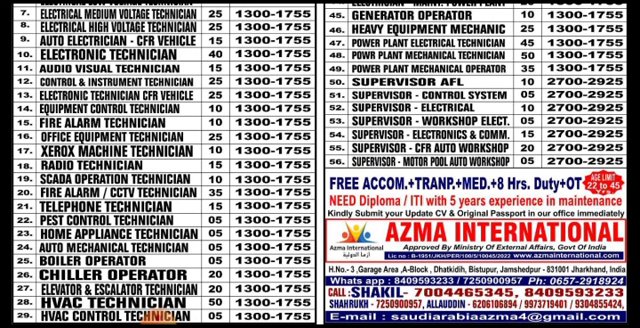 7. ELECTRICAL MEDIUM VOLTAGE TECHNICIAN 25 1300-1755
8. ELECTRICAL HIGH VOLTAGE TECHNICIAN 25 1300-1755
9. AUTO ELECTRICIAN - CFR VEHICLE 15 1300-1755
10. ELECTRONIC TECHNICIAN 40 1300-1755
11. AUDIO VISUAL TECHNICIAN 15 1300-1755
12. CONTROL & INSTRUMENT TECHNICIAN 25 1300-1755
13. ELECTRONIC TECHNICIAN CFR VEHICLE 25 1300-1755
14. EQUIPMENT CONTROL TECHNICIAN 10 1300-1755
15. FIRE ALARM TECHNICIAN 10 1300-1755
16. OFFICE EQUIPMENT TECHNICIAN 25 1300-1755
17. XEROX MACHINE TECHNICIAN 10 1300-1755
18. RADIO TECHNICIAN 15 1300-1755
19. SCADA OPERATION TECHNICIAN 10 1300-1755
20. FIRE ALARM / CCTV TECHNICIAN 35 1300-1755
21. TELEPHONE TECHNICIAN 15 1300-1755
22. PEST CONTROL TECHNICIAN 05 1300-1755
23. HOME APPLIANCE TECHNICIAN 05 1300-1755
24. AUTO MECHANICAL TECHNICIAN 05 1300-1755
25. BOILER OPERATOR 05 1300-1755
26. CHILLER OPERATOR 20 1300-1755
27. ELEVATOR & ESCALATOR TECHNICIAN 20 1300-1755
28. HVAC TECHNICIAN 50 1300-1755
29. HVAC CONTROL TECHNICIAN 05 1300-1755
45. GENERATOR OPERATOR 10 1300-1755
46. HEAVY EQUIPMENT MECHANIC 25 1300-1755
47. POWER PLANT ELECTRICAL TECHNICIAN 45 1300-1755
48. POWR PLANT MECHANICAL TECHNICIAN 50 1300-1755
49. POWER PLANT MECHANICAL OPERATOR 35 1300-1755
50. SUPERVISOR AFL 10 2700-2925
51. SUPERVISOR - CONTROL SYSTEM 05 2700-2925
52. SUPERVISOR - ELECTRICAL 10 2700-2925
53. SUPERVISOR - WORKSHOP ELECT. 05 2700-2925
54. SUPERVISOR - ELECTRONICS & COMM. 15 2700-2925
55. SUPERVISOR - CFR AUTO WORKSHOP 20 2700-2925
56. SUPERVISOR - MOTOR POOL AUTO WORKSHOP 05 2700-2925
FREE ACCOM.+TRANP.+MED.+8 Hrs. Duty+OT
AGE LIMIT
22 to 45
NEED Diploma / ITI with 5 years experience in maintenance
Kindly Submit your Update CV & Original Passport in our office immediately
AZMA INTERNATIONAL
Approved By Ministry Of External Affairs, Govt Of India
Azma International
ازما الدولية
Lic no : B-1951/JKH/PER/100/5/10045/2022 www.azmainternational.com
H.No.- 3 ,Garage Area ,A-Block , Dhatkidih, Bistupur, Jamshedpur - 831001 Jharkhand, India
Whats app : 8409593233 / 7250900957 Ph: 0657-2918924
CALL : SHAKIL- 7004465345, 8409593233
SHAHRUKH - 7250900957, ALLAUDDIN - 6206106894 / 9973719401 / 9304855424,
E-mail : saudiarabiaazma4@gmail.com